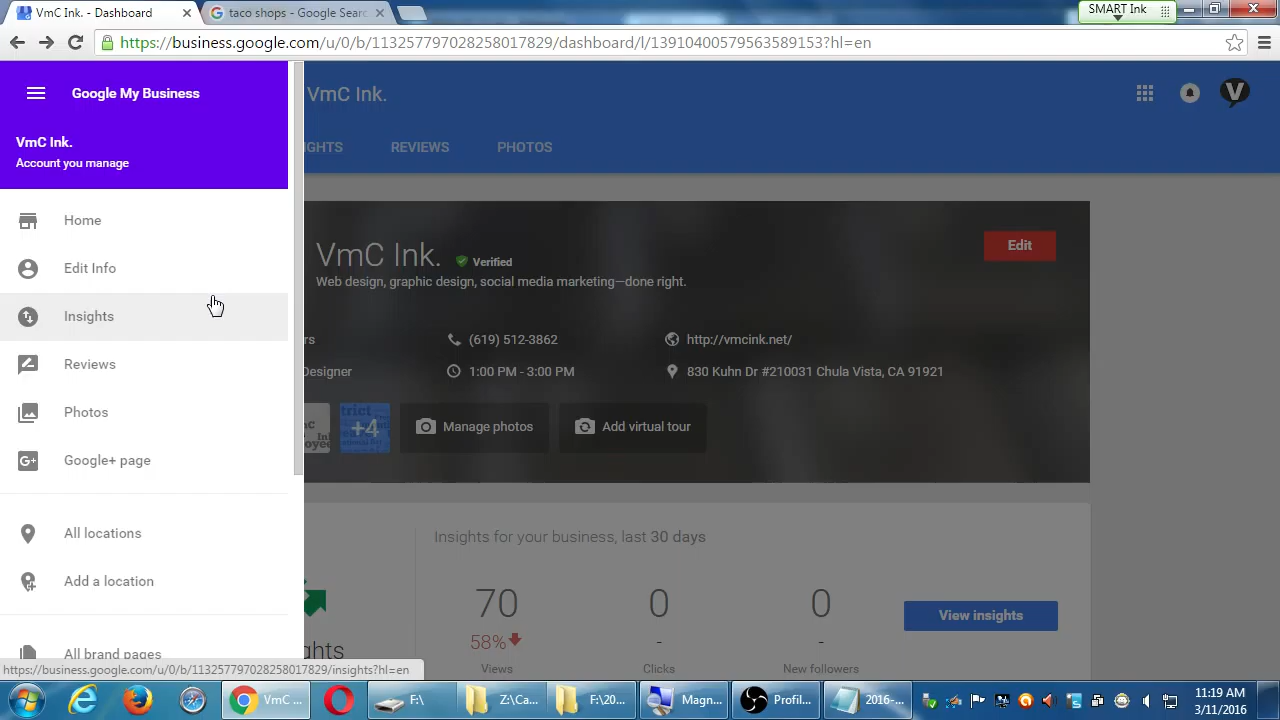 VmC Ink. - Dashboard
taco shops - Google Sear
SMART Ink
https://business.google.com/u/0/b/113257797028258017829/dashboard/l/13910400579563589153?hl=en
Google My Business
VmC Ink.
Account you manage
Home
Edit Info
Insights
Reviews
Photos
Google+ page
All locations
Add a location
All brand pages
https://business.google.com/u/0/b/113257797028258017829/insights?hl=en
VmC Ink.
IGHTS
REVIEWS
PHOTOS
VmC Ink.
Verified
Edit
Web design, graphic design, social media marketing—done right.
rs
(619) 512-3862
http://vmcink.net/
Designer
1:00 PM - 3:00 PM
830 Kuhn Dr #210031 Chula Vista, CA 91921
+4
Manage photos
Add virtual tour
Insights for your business, last 30 days
70
0
0
58%
-
-
Views
Clicks
New followers
View insights
ghts
VmC ...
F:\
Z:\Ca...
F:\20...
Magn...
Profil...
2016-...
11:19 AM
3/11/2016